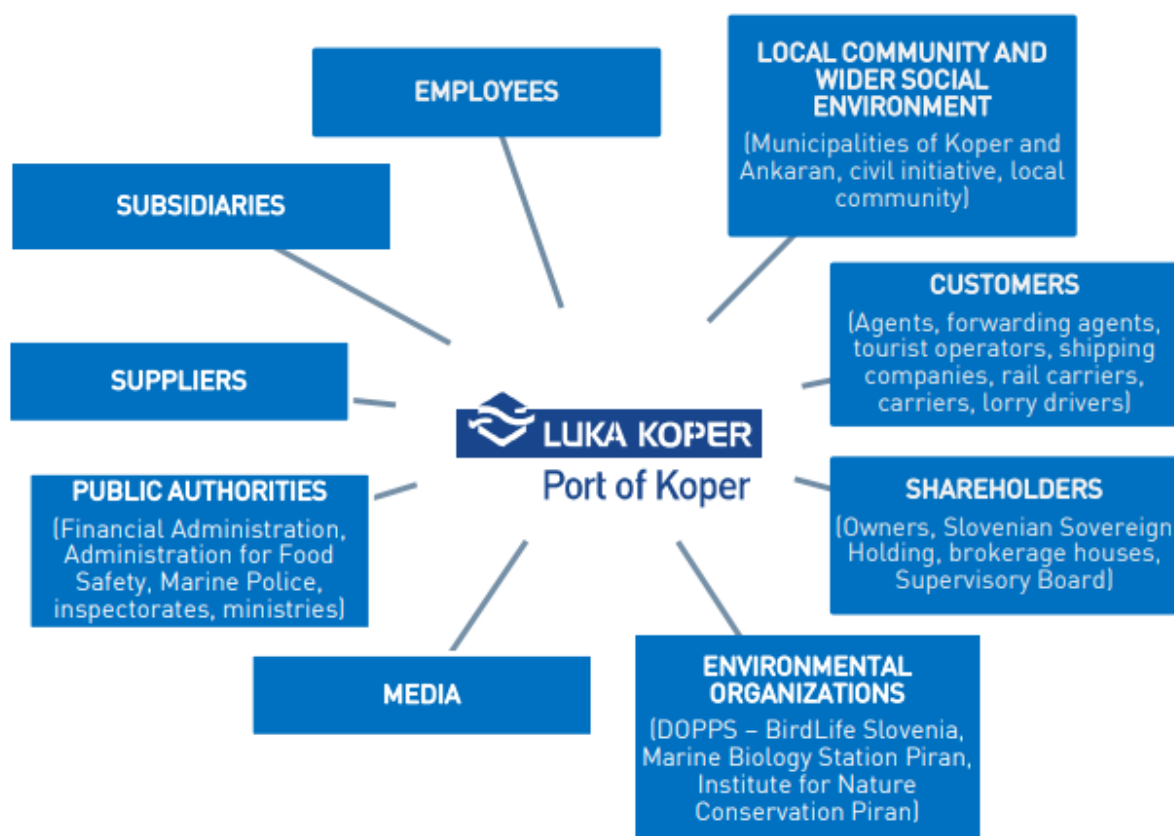 EMPLOYEES
LOCAL COMMUNITY AND
WIDER SOCIAL
ENVIRONMENT
(Municipalities of Koper and
Ankaran, civil initiative, local
community)
SUBSIDIARIES
CUSTOMERS
(Agents, forwarding agents,
tourist operators, shipping
companies, rail carriers,
carriers, lorry drivers)
SUPPLIERS
LUKA KOPER
Port of Koper
PUBLIC AUTHORITIES
(Financial Administration,
Administration for Food
Safety, Marine Police,
inspectorates, ministries)
SHAREHOLDERS
(Owners, Slovenian Sovereign
Holding, brokerage houses,
Supervisory Board)
MEDIA
ENVIRONMENTAL
ORGANIZATIONS
(DOPPS – BirdLife Slovenia,
Marine Biology Station Piran,
Institute for Nature
Conservation Piran)